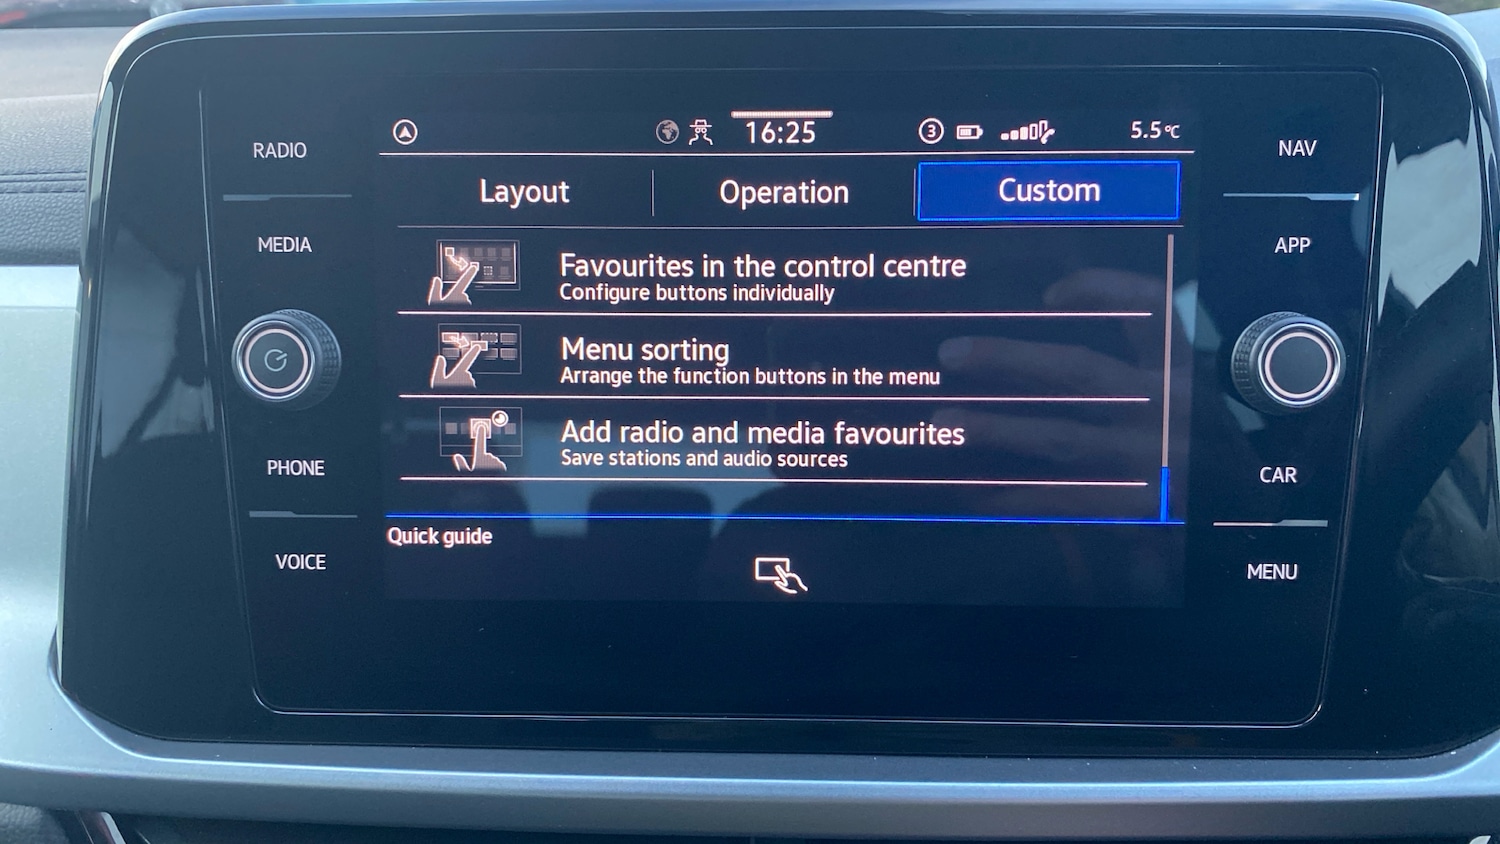 RADIO
MEDIA
PHONE
VOICE
16:25
3
5.5°C
Layout
Operation
Custom
Favourites in the control centre
Configure buttons individually
Menu sorting
Arrange the function buttons in the menu
Add radio and media favourites
Save stations and audio sources
Quick guide
NAV
APP
CAR
MENU